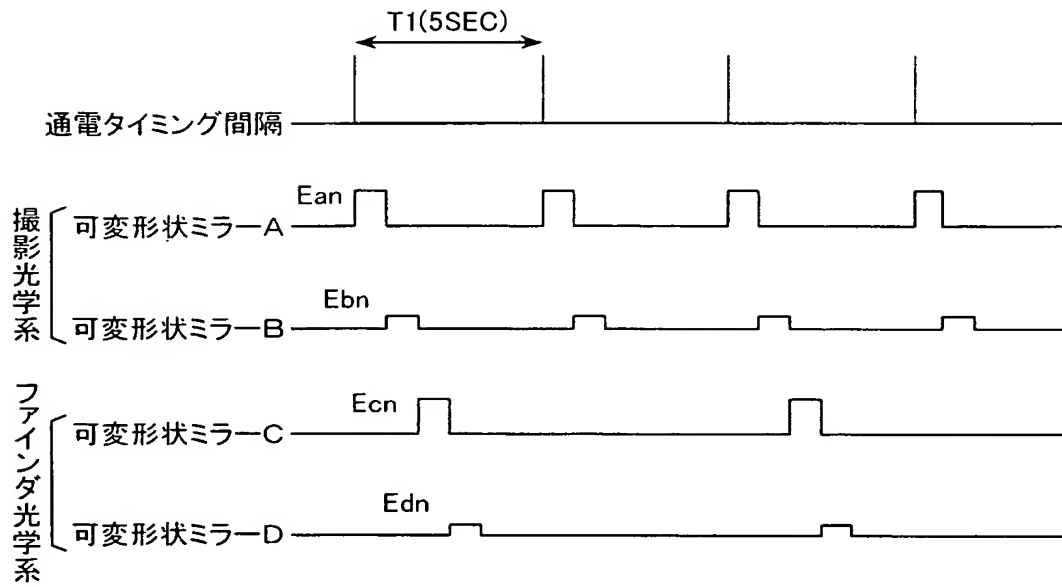 T1(5SEC)
通電タイミング間隔
撮影光学系
Ean
可変形状ミラーA
Ebn
可変形状ミラーB
ファインダ光学系
Ecn
可変形状ミラーC
Edn
可変形状ミラーD